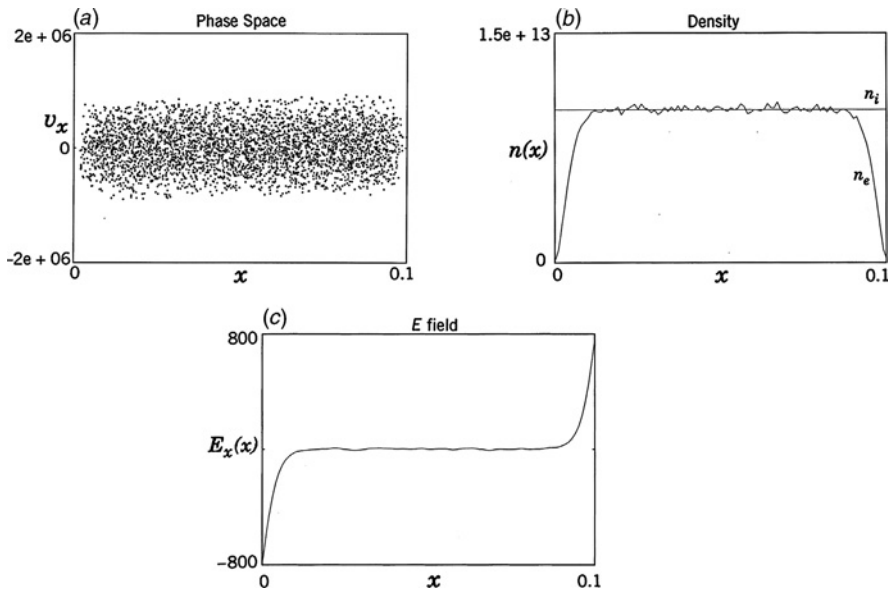 (a)
Phase Space
2e + 06
v_x
0
-2e + 06
0
x
0.1
(b)
Density
1.5e + 13
n_i
n(x)
n_e
0
0
x
0.1
(c)
E field
800
E_x(x)
-800
0
x
0.1